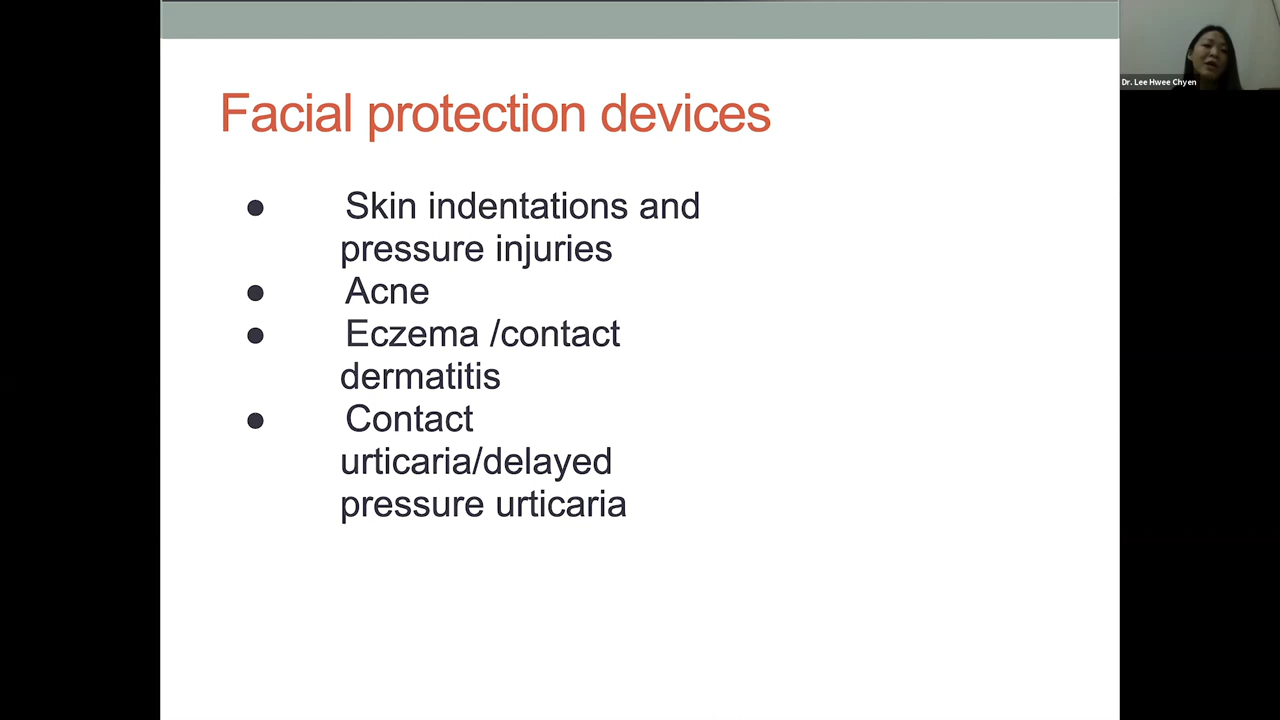 Facial protection devices
● Skin indentations and
pressure injuries
● Acne
● Eczema /contact
dermatitis
● Contact
urticaria/delayed
pressure urticaria
Dr. Lee Hwee Chyen